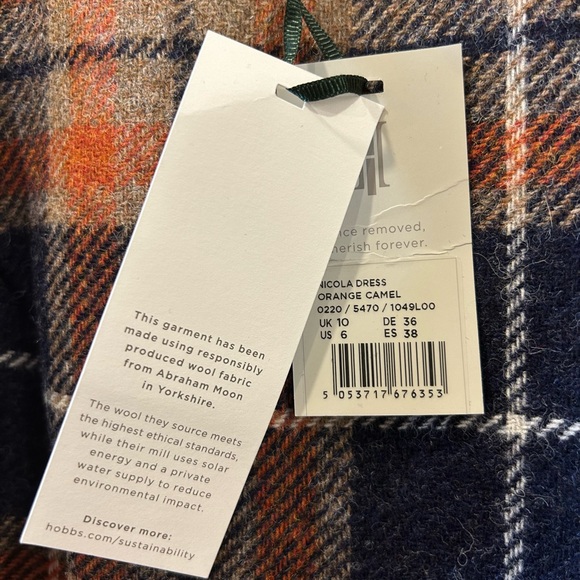 This garment has been
made using responsibly
produced wool fabric
from Abraham Moon
in Yorkshire.
The wool they source meets
the highest ethical standards,
while their mill uses solar
energy and a private
water supply to reduce
environmental impact.
Discover more:
hobbs.com/sustainability
removed,
forever.
NICOLA DRESS
ORANGE CAMEL
0220 / 5470 / 1049L00
UK 10 DE 36
US 6 ES 38
5 053717 676353